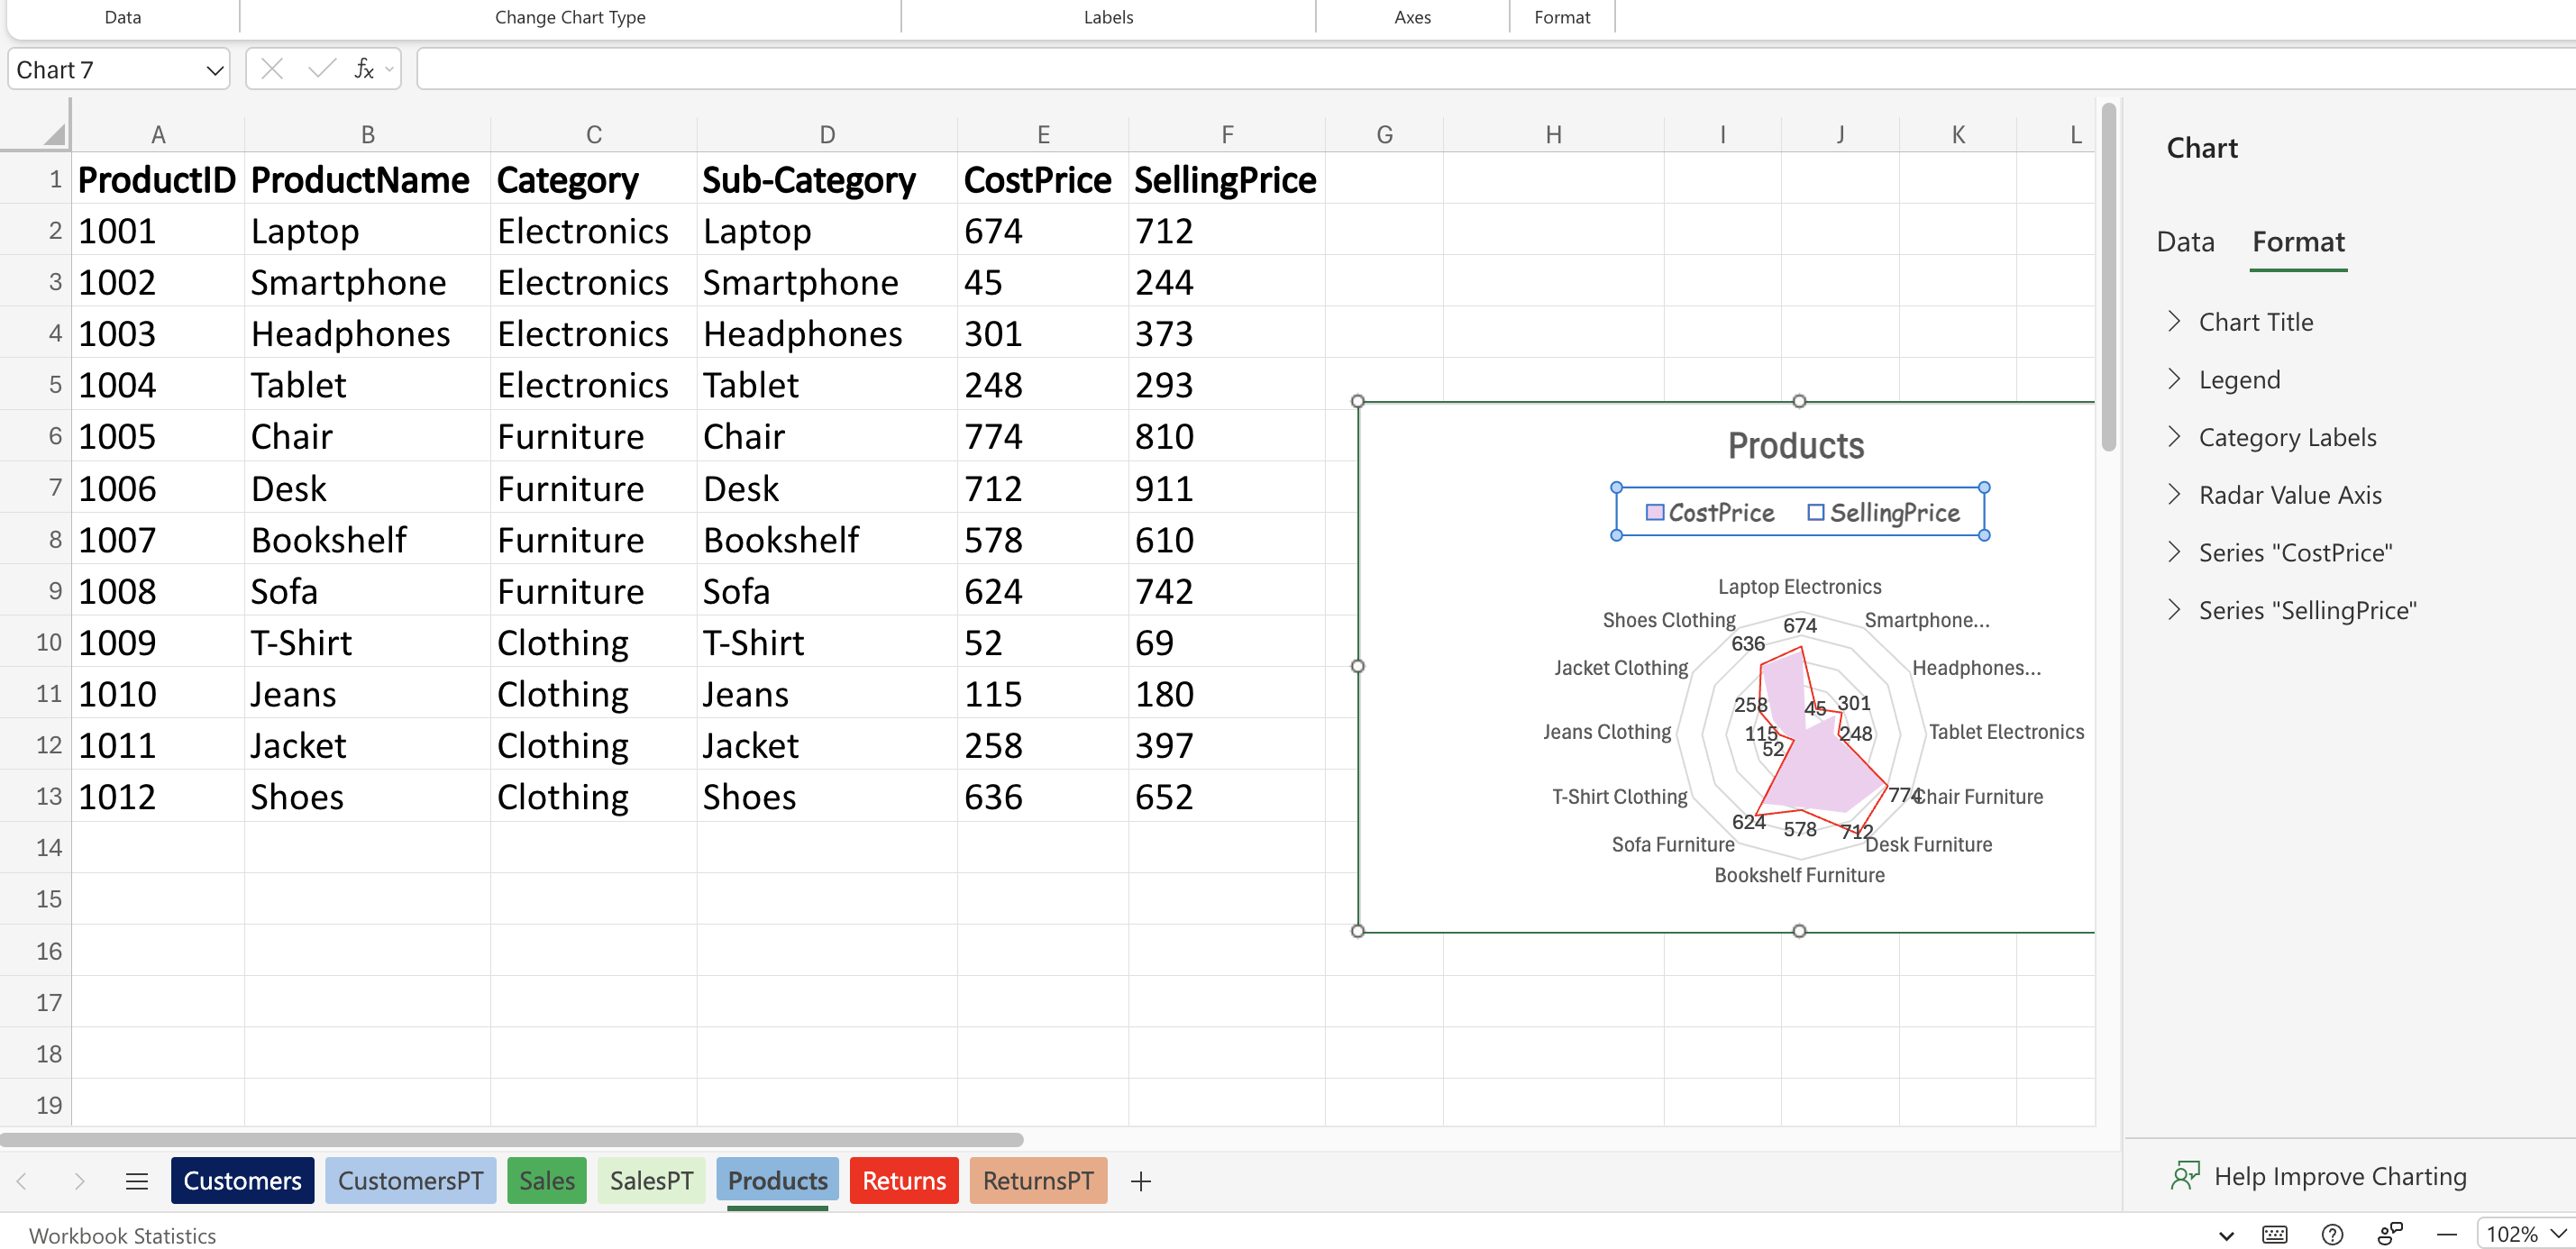 Data Change Chart Type Labels Axes Format
Chart 7 fx
A B C D E F G H I J K L
1 ProductID ProductName Category Sub-Category CostPrice SellingPrice
2 1001 Laptop Electronics Laptop 674 712
3 1002 Smartphone Electronics Smartphone 45 244
4 1003 Headphones Electronics Headphones 301 373
5 1004 Tablet Electronics Tablet 248 293
6 1005 Chair Furniture Chair 774 810
7 1006 Desk Furniture Desk 712 911
8 1007 Bookshelf Furniture Bookshelf 578 610
9 1008 Sofa Furniture Sofa 624 742
10 1009 T-Shirt Clothing T-Shirt 52 69
11 1010 Jeans Clothing Jeans 115 180
12 1011 Jacket Clothing Jacket 258 397
13 1012 Shoes Clothing Shoes 636 652
14
15
16
17
18
19
Products
CostPrice SellingPrice
Laptop Electronics
Shoes Clothing 674 Smartphone...
636
Jacket Clothing Headphones...
258 45 301
Jeans Clothing 115 248 Tablet Electronics
52
T-Shirt Clothing 774 Chair Furniture
624 578 712
Sofa Furniture Desk Furniture
Bookshelf Furniture
Chart
Data Format
Chart Title
Legend
Category Labels
Radar Value Axis
Series "CostPrice"
Series "SellingPrice"
Help Improve Charting
Customers CustomersPT Sales SalesPT Products Returns ReturnsPT +
Workbook Statistics 102%